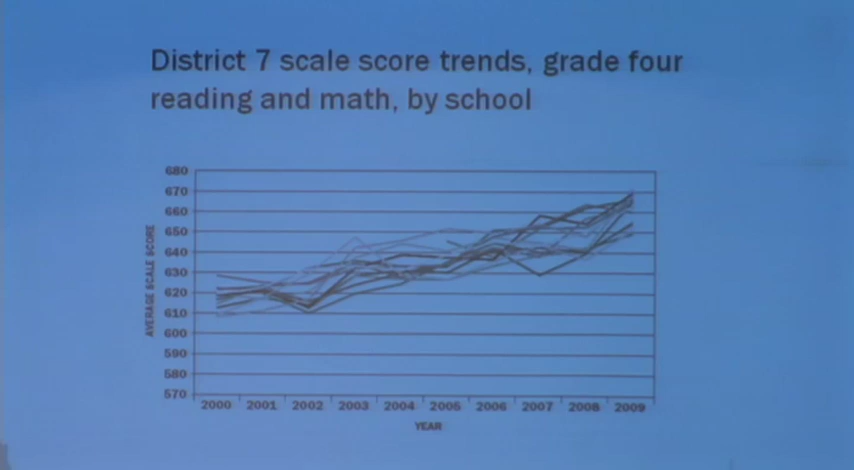 District 7 scale score trends, grade four
reading and math, by school
680
670
660
650
640
630
620
610
600
590
580
570
AVERAGE SCALE SCORE
2000 2001 2002 2003 2004 2005 2006 2007 2008 2009
YEAR